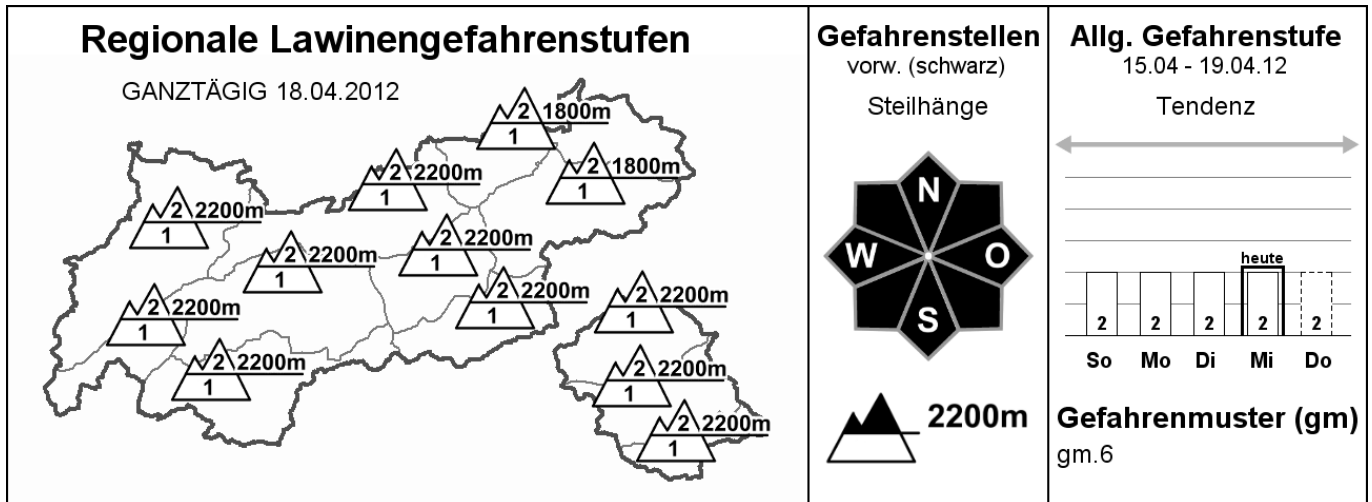 Regionale Lawinengefahrenstufen
GANZTÄGIG 18.04.2012
2 1800m
1
2 1800m
1
2 2200m
1
2 2200m
1
2 2200m
1
2 2200m
1
2 2200m
1
2 2200m
1
2 2200m
1
2 2200m
1
2 2200m
1
2 2200m
1
Gefahrenstellen
vorw. (schwarz)
Steilhänge
N
W O
S
2200m
Allg. Gefahrenstufe
15.04 - 19.04.12
Tendenz
heute
2 2 2 2 2
So Mo Di Mi Do
Gefahrenmuster (gm)
gm.6